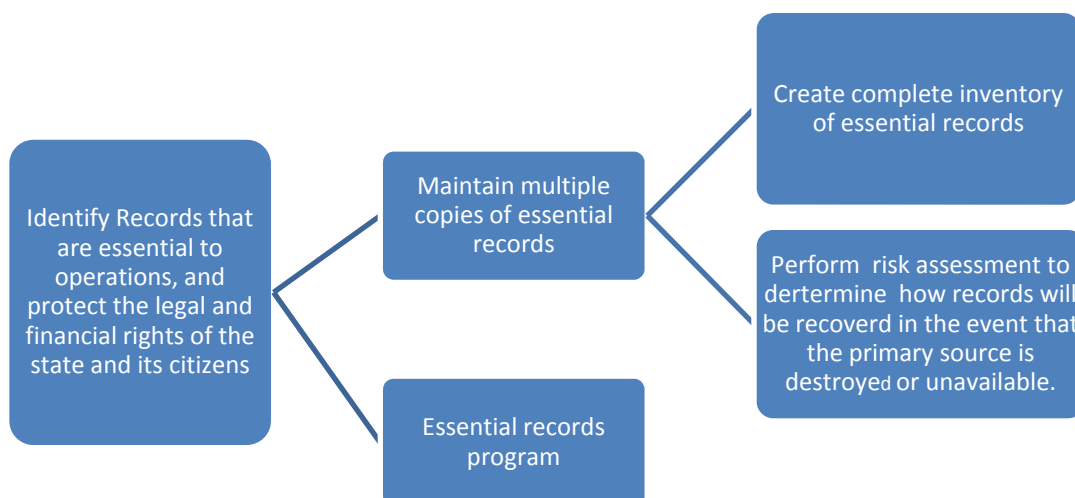 Identify Records that
are essential to
operations, and
protect the legal and
financial rights of the
state and its citizens
Maintain multiple
copies of essential
records
Essential records
program
Create complete inventory
of essential records
Perform risk assessment to
dertermine how records will
be recoverd in the event that
the primary source is
destroyed or unavailable.